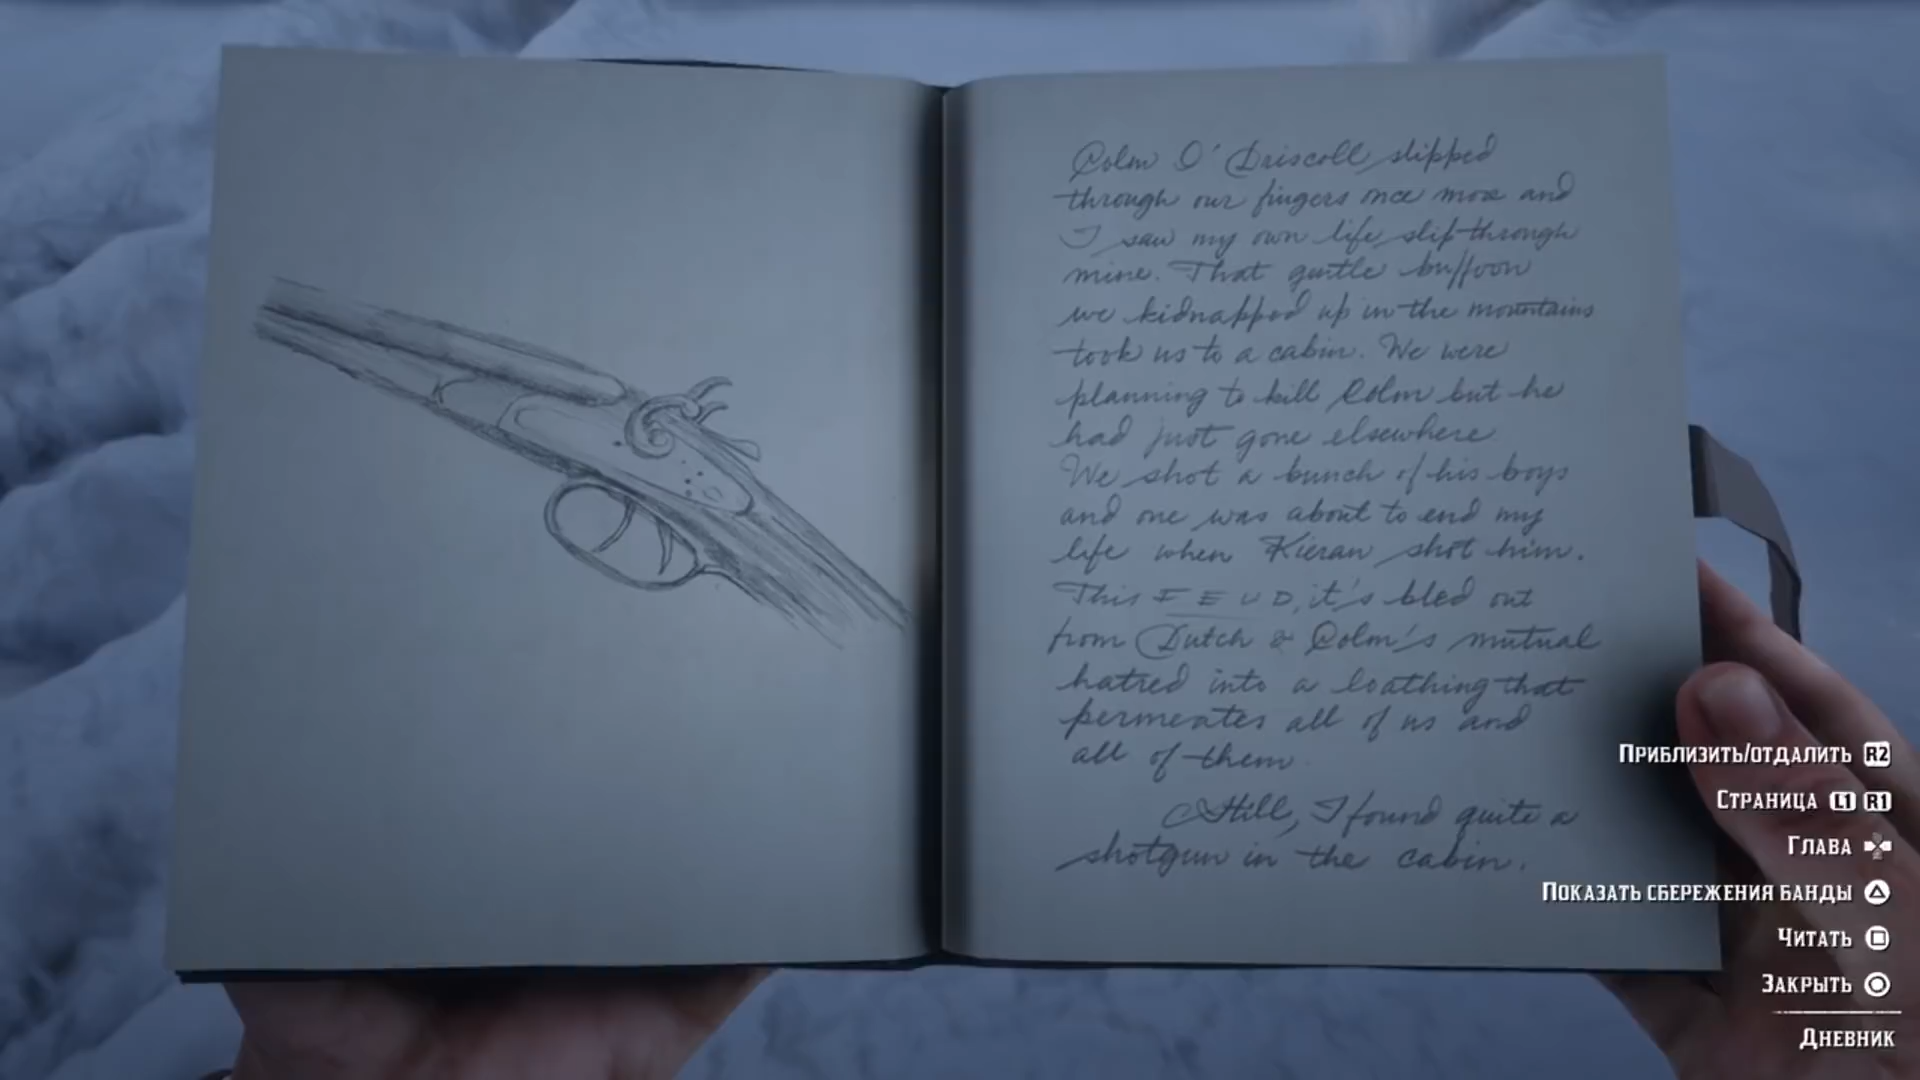 Colm O'Driscoll slipped
through our fingers once more and
I saw my own life slip through
mine. That gentle buffoon
we kidnapped up in the mountains
took us to a cabin. We were
planning to kill Colm but he
had just gone elsewhere.
We shot a bunch of his boys
and one was about to end my
life when Kieran shot him.
This FEUD, it's bled out
from Dutch & Colm's mutual
hatred into a loathing that
permeates all of us and
all of them.
Still, I found quite a
shotgun in the cabin.
Приблизить/отдалить R2
Страница L1 R1
Глава
Показать сбережения банды
Читать
Закрыть
Дневник